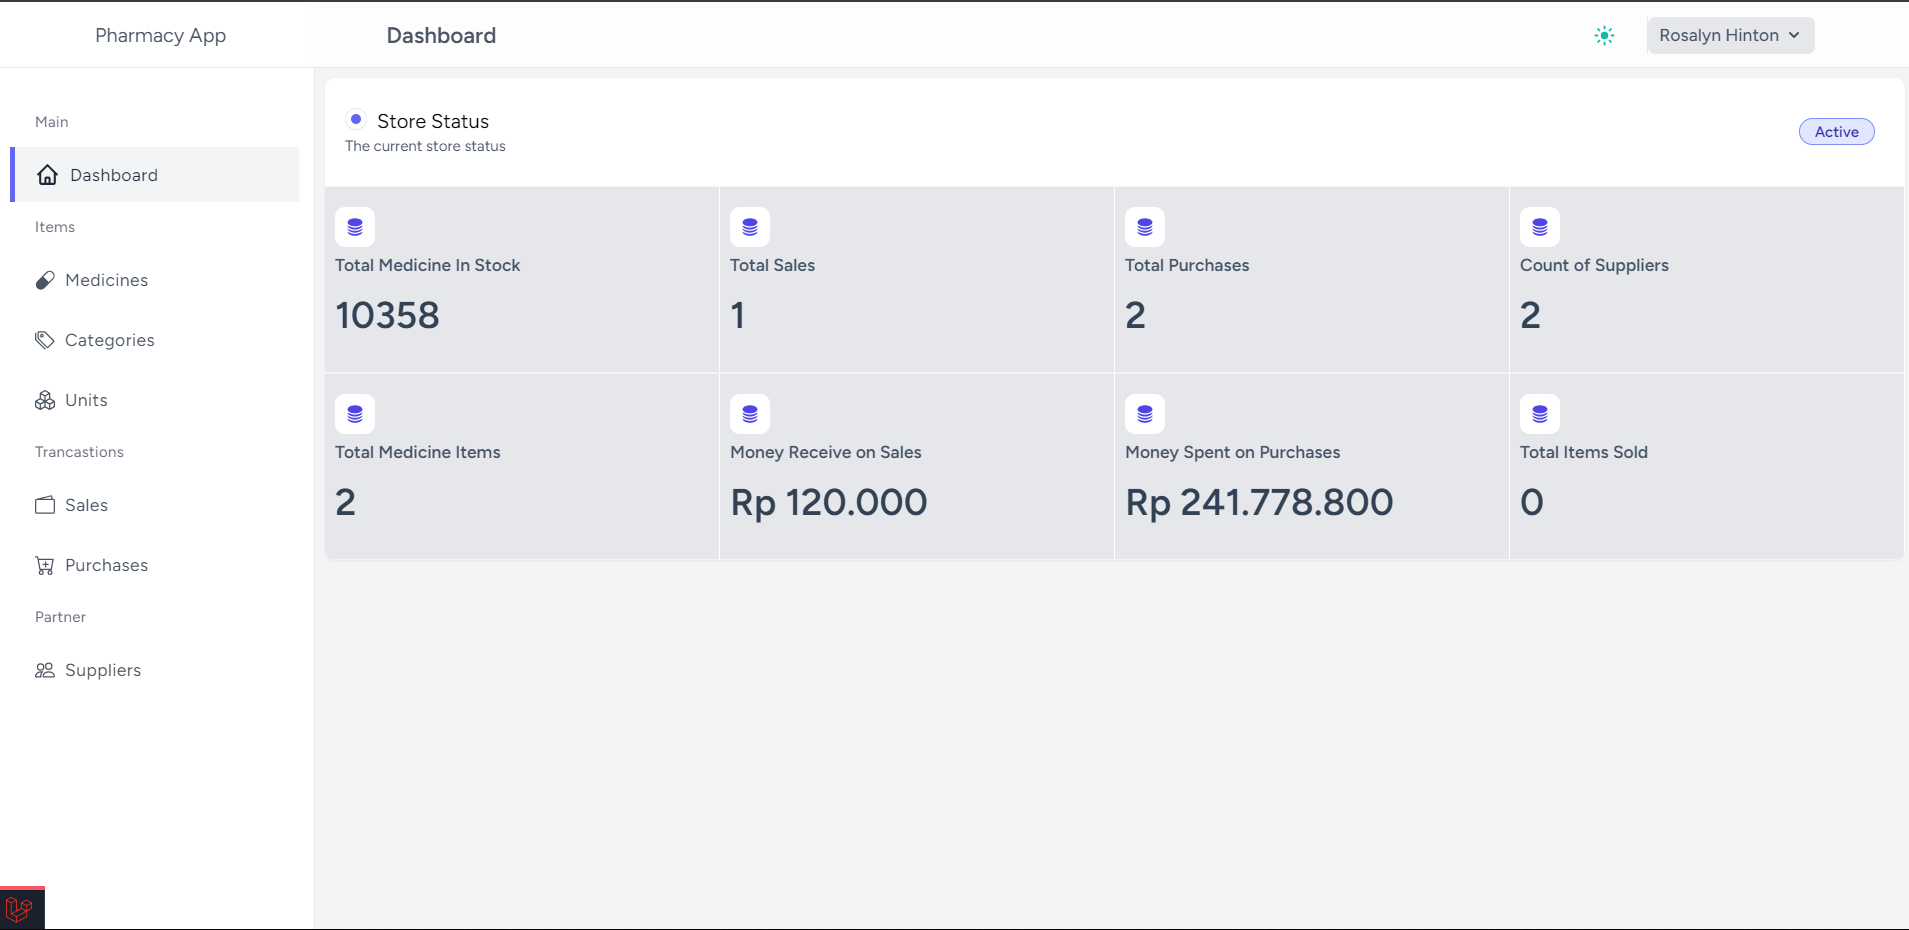 Pharmacy App
Dashboard
Rosalyn Hinton
Main
Dashboard
Items
Medicines
Categories
Units
Trancastions
Sales
Purchases
Partner
Suppliers
Store Status
The current store status
Active
Total Medicine In Stock
10358
Total Sales
1
Total Purchases
2
Count of Suppliers
2
Total Medicine Items
2
Money Receive on Sales
Rp 120.000
Money Spent on Purchases
Rp 241.778.800
Total Items Sold
0